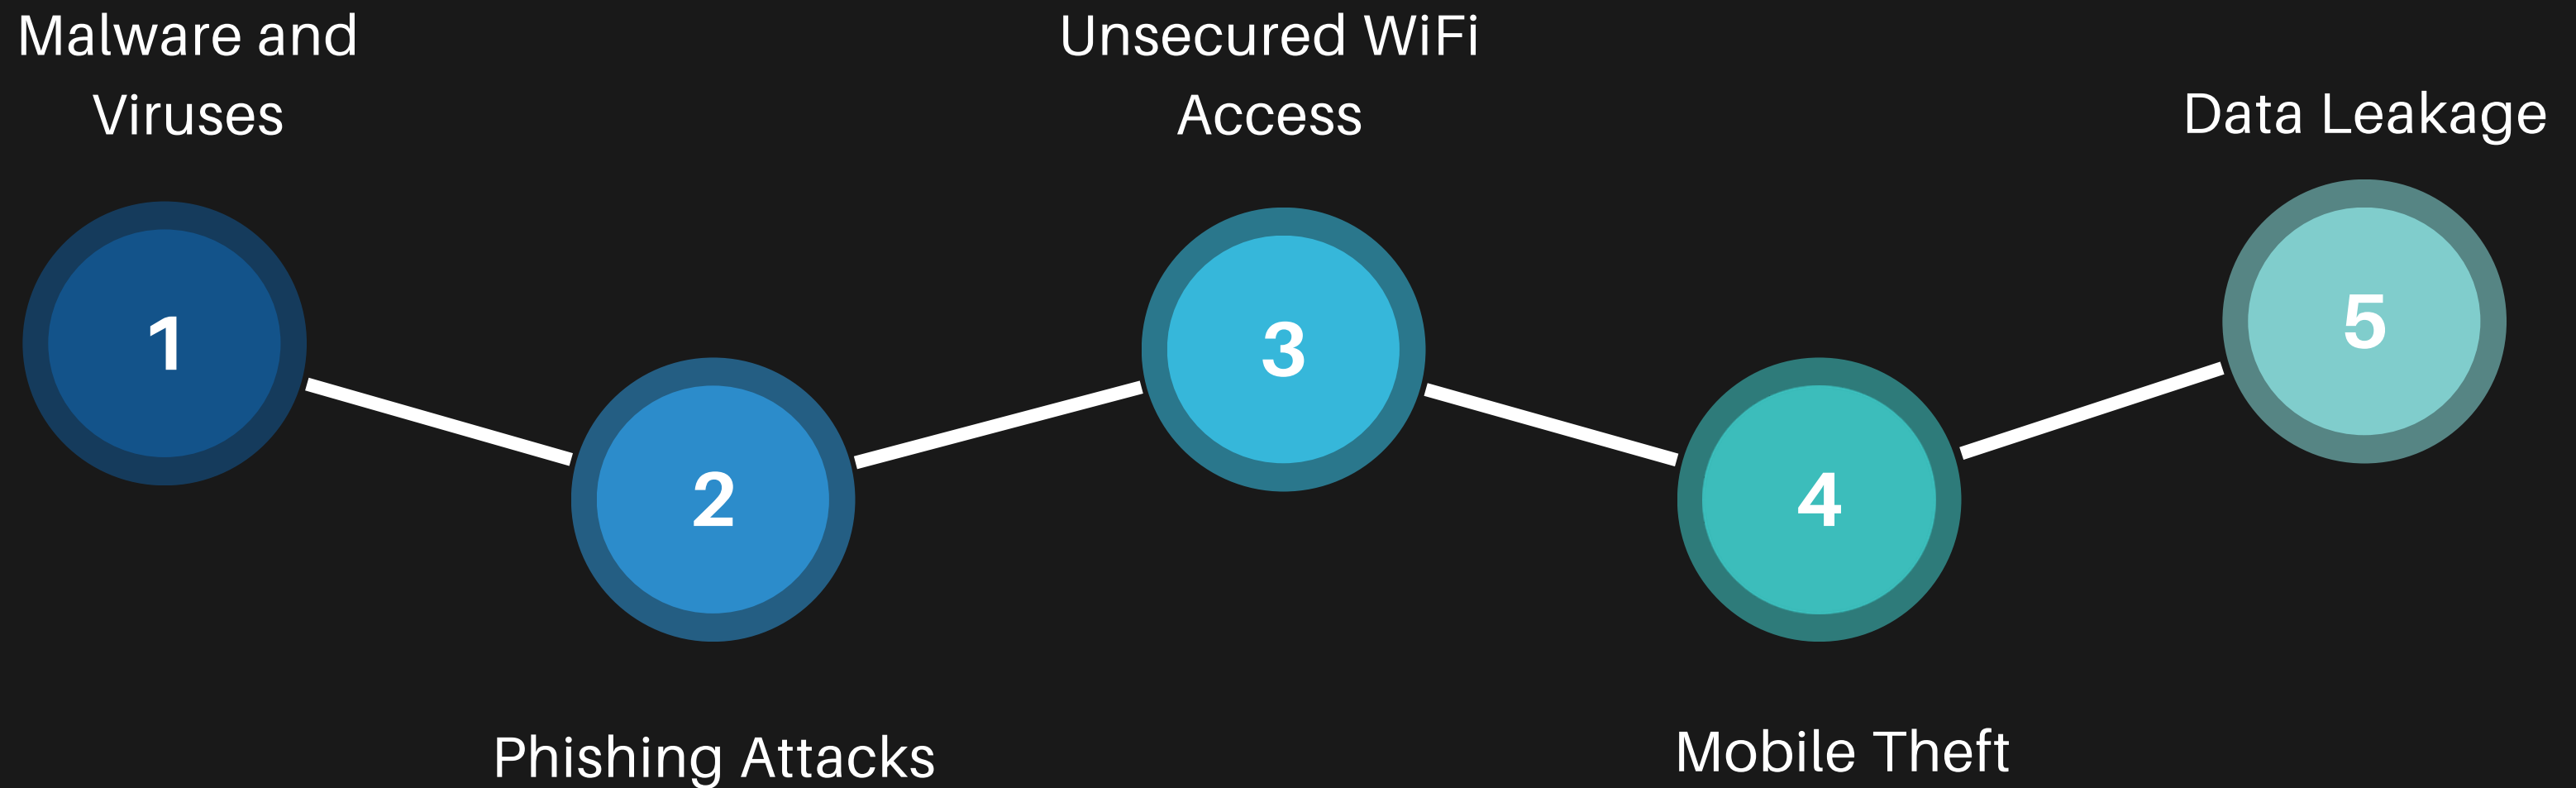 Malware and
Viruses
1
Phishing Attacks
2
Unsecured WiFi
Access
3
Mobile Theft
4
Data Leakage
5